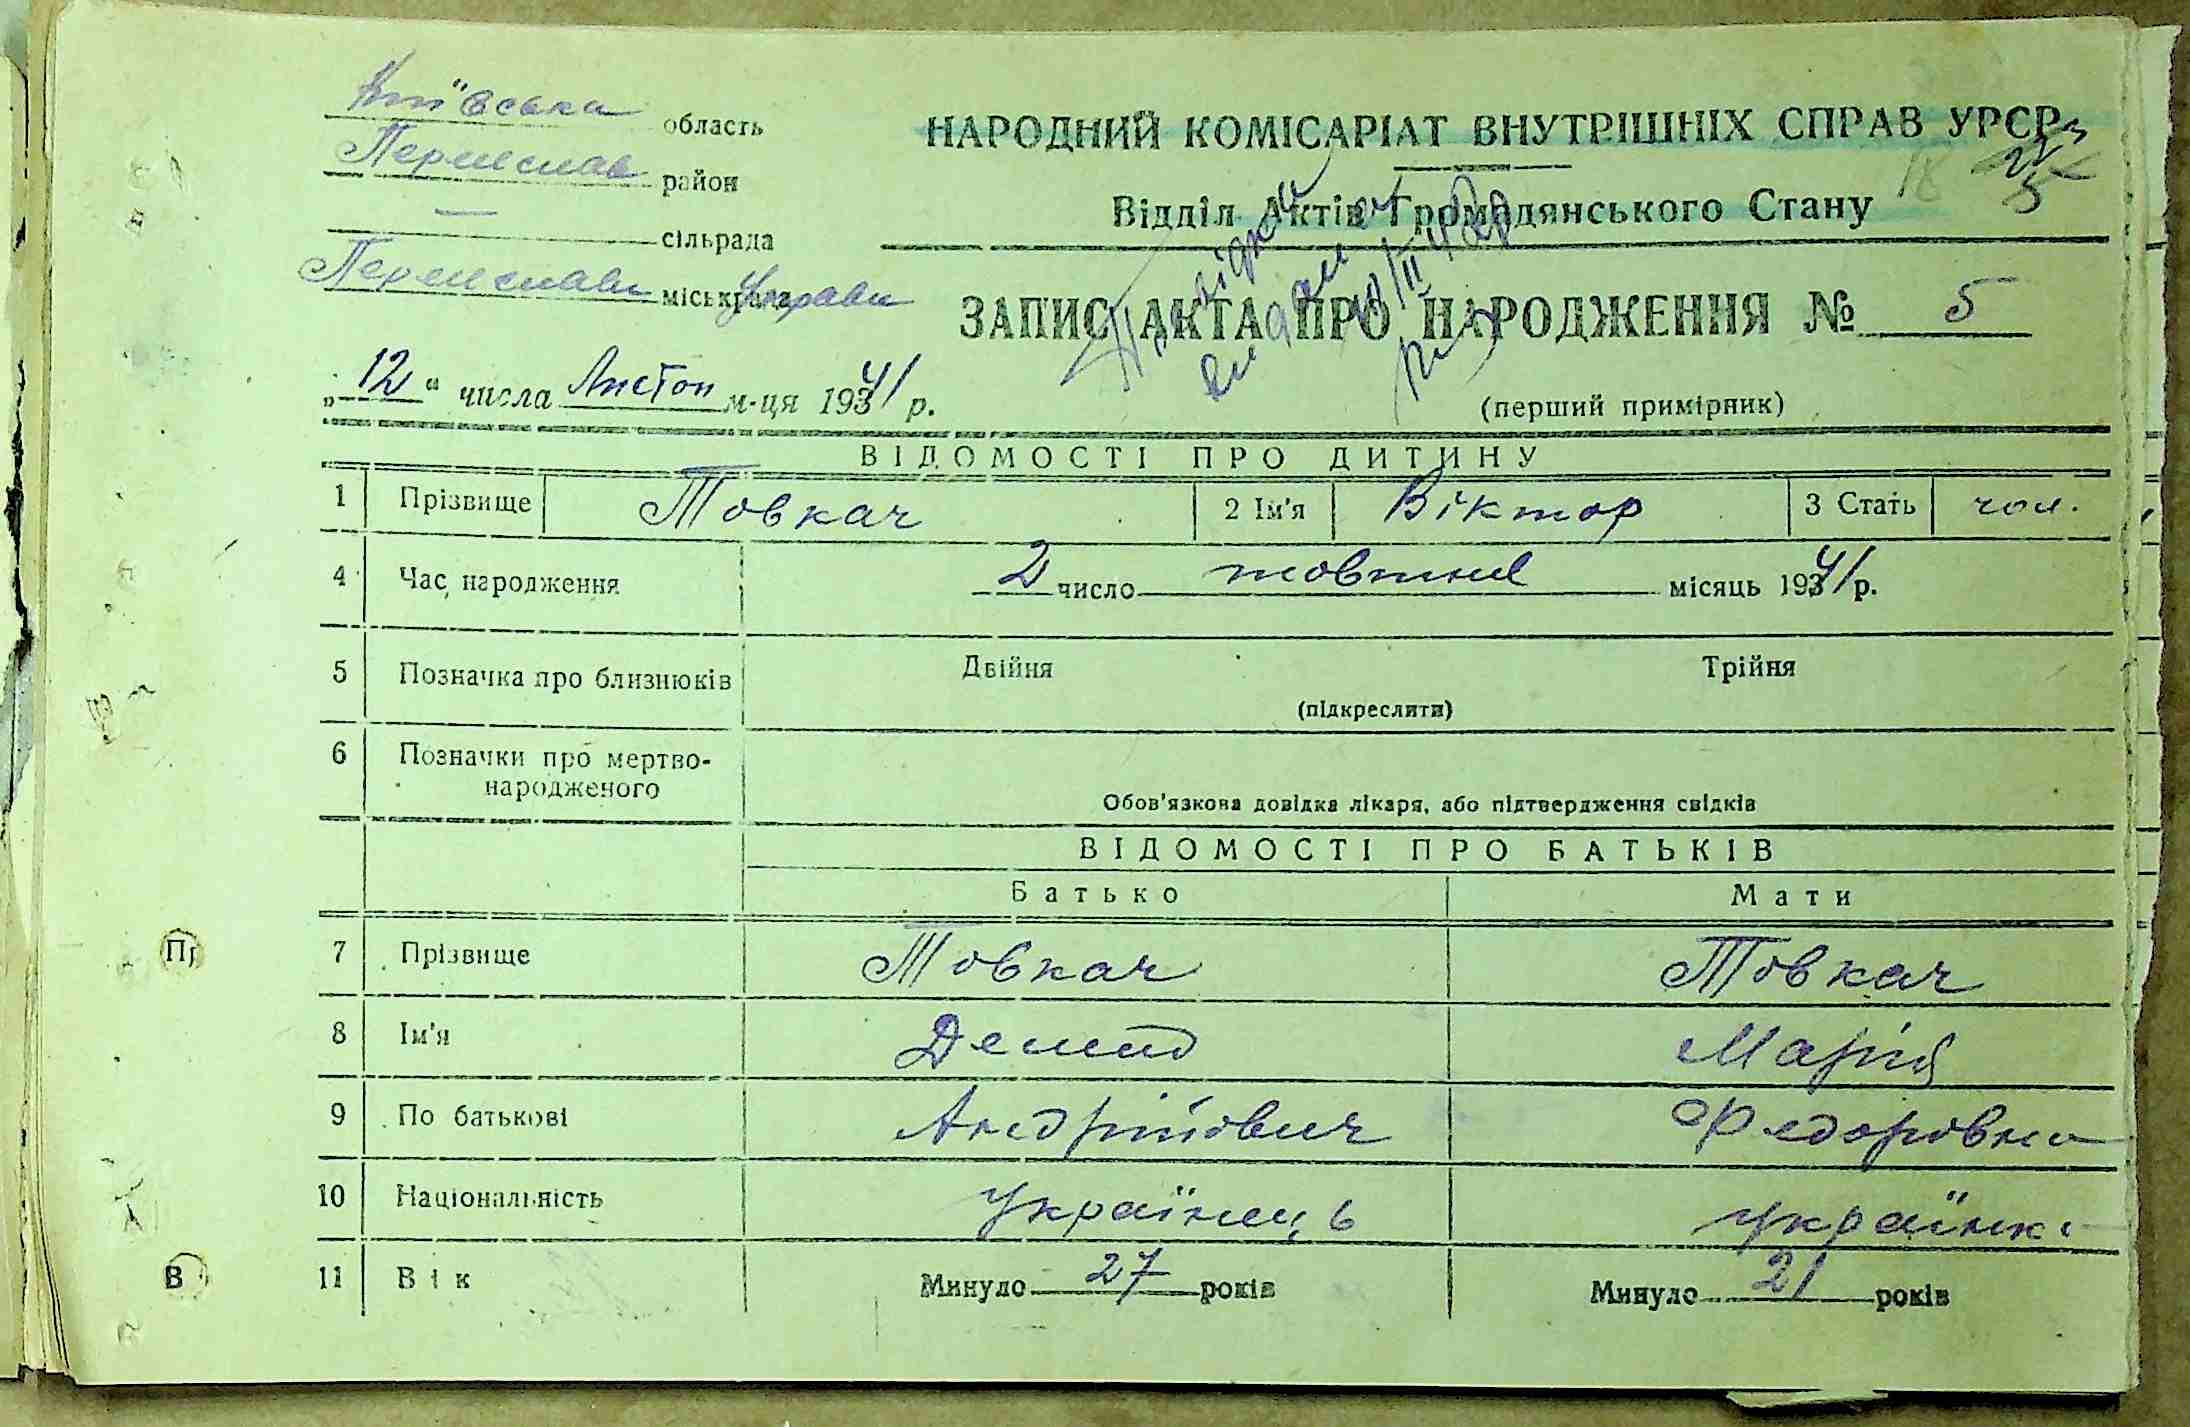 Київська область
Переяслав район
— сільрада
Переяслав міськрада Управи
НАРОДНИЙ КОМІСАРІАТ ВНУТРІШНІХ СПРАВ УРСР
18
5
Відділ Актів Громадянського Стану
ЗАПИС АКТА ПРО НАРОДЖЕННЯ № 5
„12“ числа Листоп м-ця 1941 р.
(перший примірник)
ВІДОМОСТІ ПРО ДИТИНУ
1 Прізвище Товкач 2 Ім'я Віктор 3 Стать чол.
4 Час народження 2 число жовтня місяць 1941 р.
5 Позначка про близнюків Двійня Трійня
(підкреслити)
6 Позначки про мертво-
народженого
Обов'язкова довідка лікаря, або підтвердження свідків
ВІДОМОСТІ ПРО БАТЬКІВ
Батько Мати
7 Прізвище Товкач Товкач
8 Ім'я Демид Марія
9 По батькові Андрійович Федоровна
10 Національність Українець українка
11 Вік Минуло 27 років Минуло 21 років